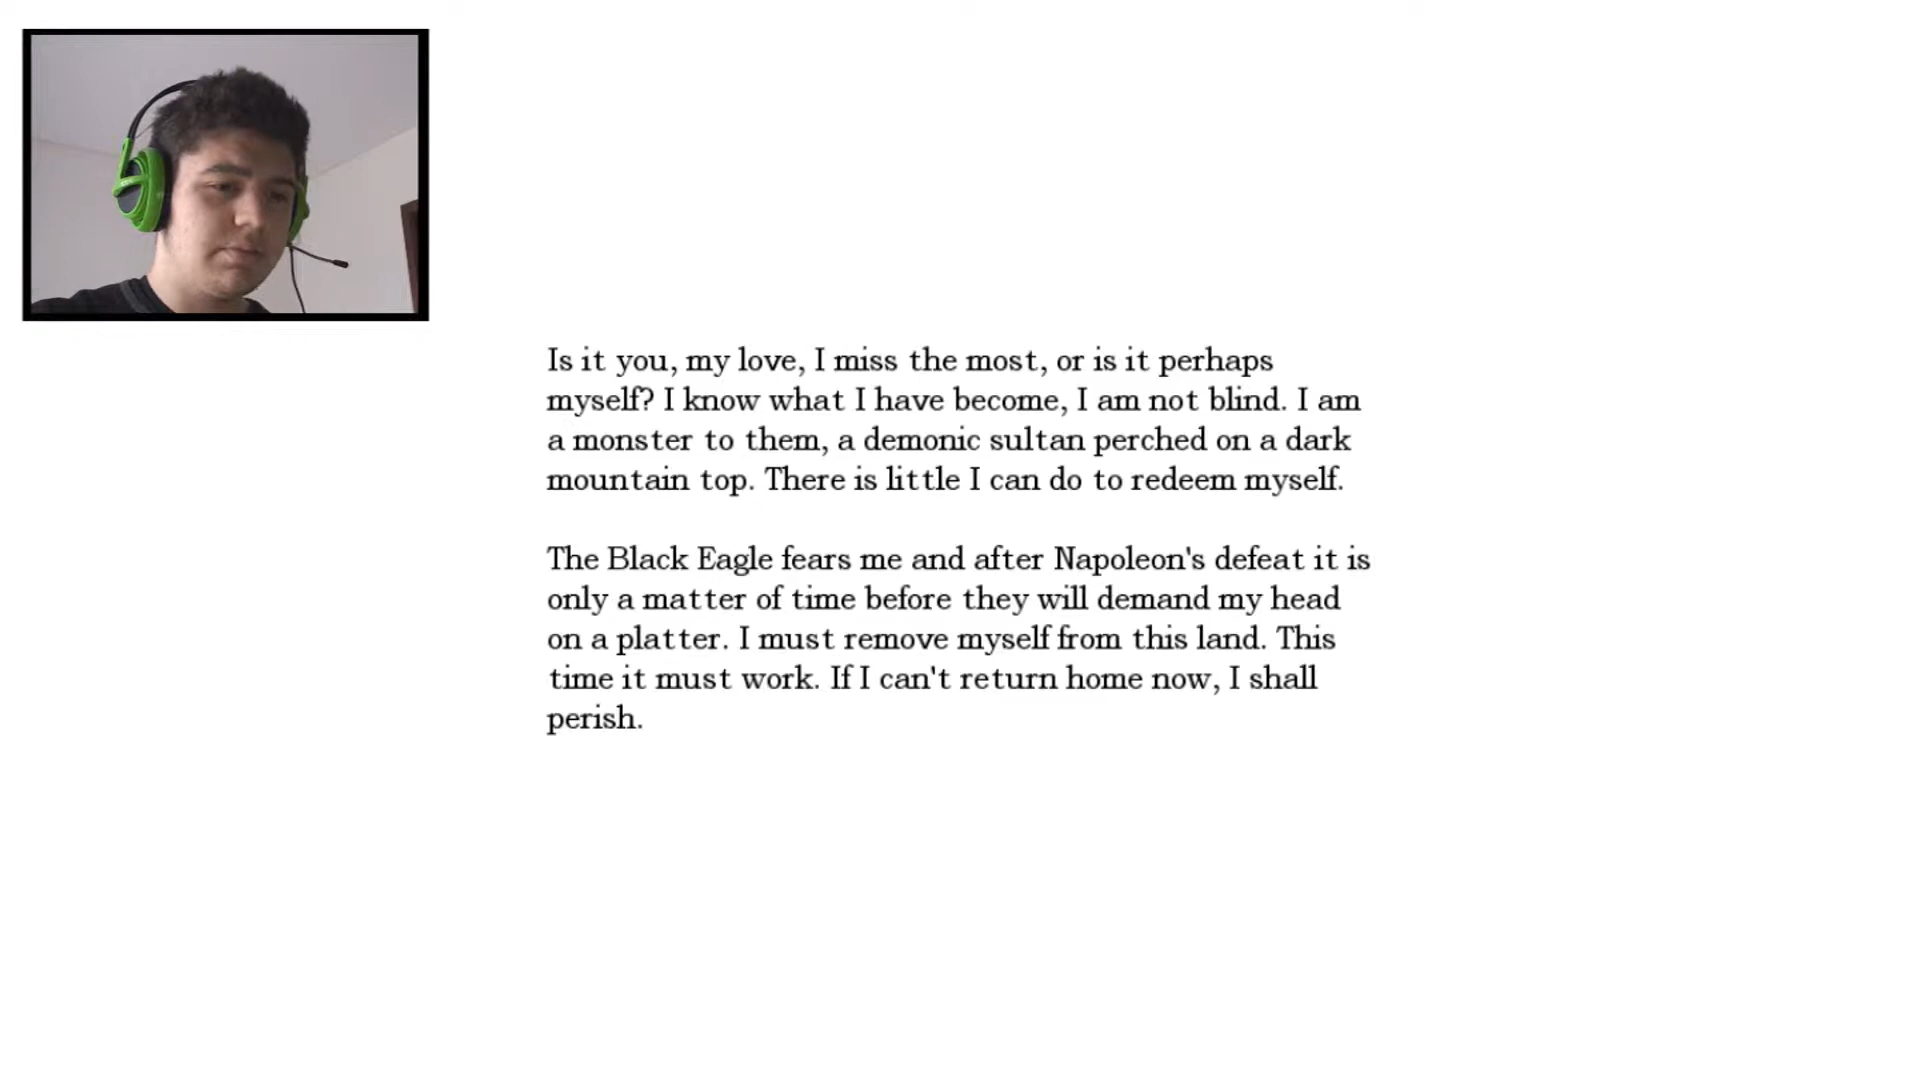 Is it you, my love, I miss the most, or is it perhaps
myself? I know what I have become, I am not blind. I am
a monster to them, a demonic sultan perched on a dark
mountain top. There is little I can do to redeem myself.
The Black Eagle fears me and after Napoleon's defeat it is
only a matter of time before they will demand my head
on a platter. I must remove myself from this land. This
time it must work. If I can't return home now, I shall
perish.